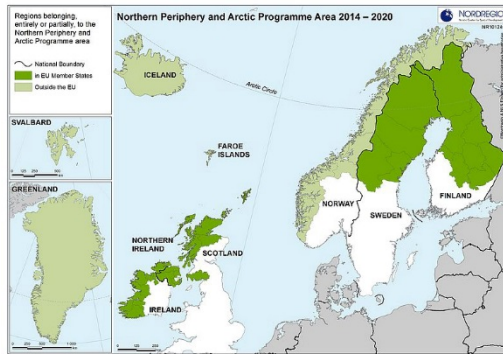 Regions belonging,
entirely or partially, to the
Northern Periphery and
Arctic Programme area
National Boundary
in EU Member States
Outside the EU
Northern Periphery and Arctic Programme Area 2014 – 2020
NORDREGIO
ICELAND
Arctic Circle
SVALBARD
FAROE
ISLANDS
GREENLAND
NORWAY
SWEDEN
FINLAND
NORTHERN
IRELAND
SCOTLAND
IRELAND